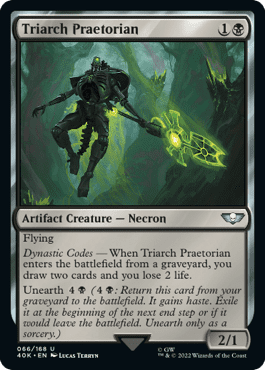 Triarch Praetorian 1
Artifact Creature — Necron
Flying
Dynastic Codes — When Triarch Praetorian
enters the battlefield from a graveyard, you
draw two cards and you lose 2 life.
Unearth 4 (4 : Return this card from your
graveyard to the battlefield. It gains haste. Exile
it at the beginning of the next end step or if it
would leave the battlefield. Unearth only as a
sorcery.)
2/1
066/168 U
40K • EN LUCAS TERRYN
© GW
™ & © 2022 Wizards of the Coast